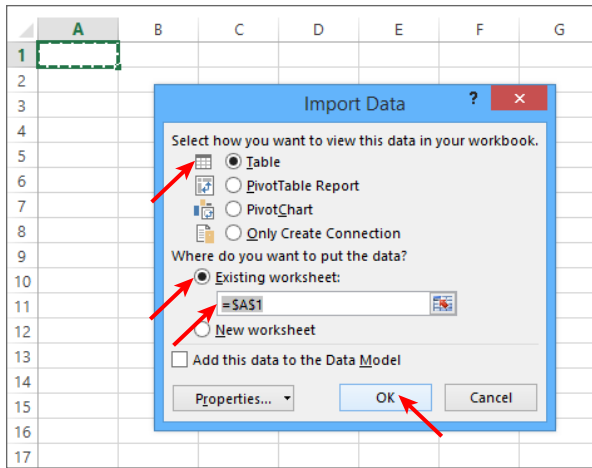 A B C D E F G
1
2
3
Import Data ? ×
4
Select how you want to view this data in your workbook.
5
Table
6
PivotTable Report
7
PivotChart
8
Only Create Connection
9
Where do you want to put the data?
10
Existing worksheet:
11
=$A$1
12
New worksheet
13
Add this data to the Data Model
14
15
Properties... OK Cancel
16
17